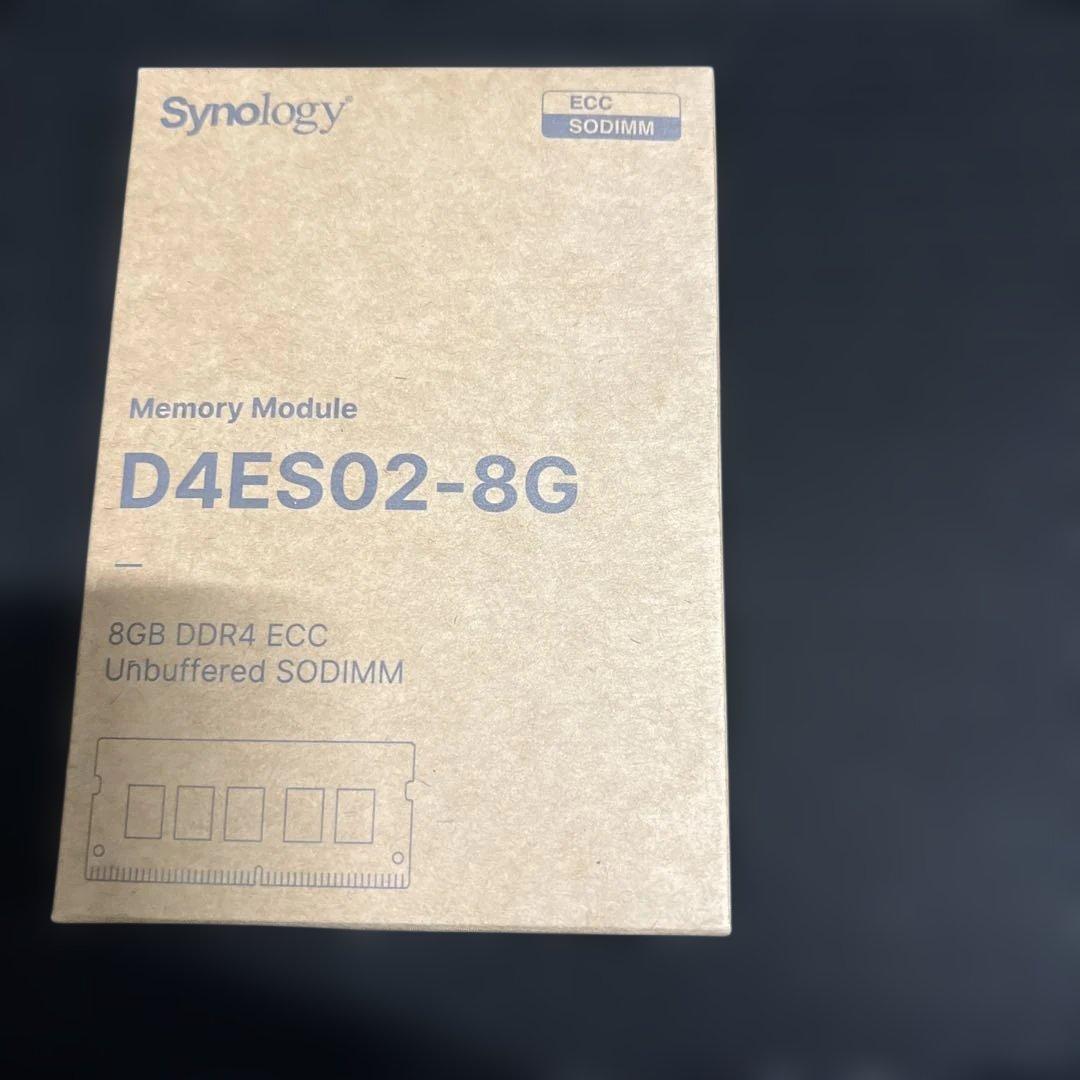 Synology®
ECC
SODIMM
Memory Module
D4ES02-8G
8GB DDR4 ECC
Unbuffered SODIMM